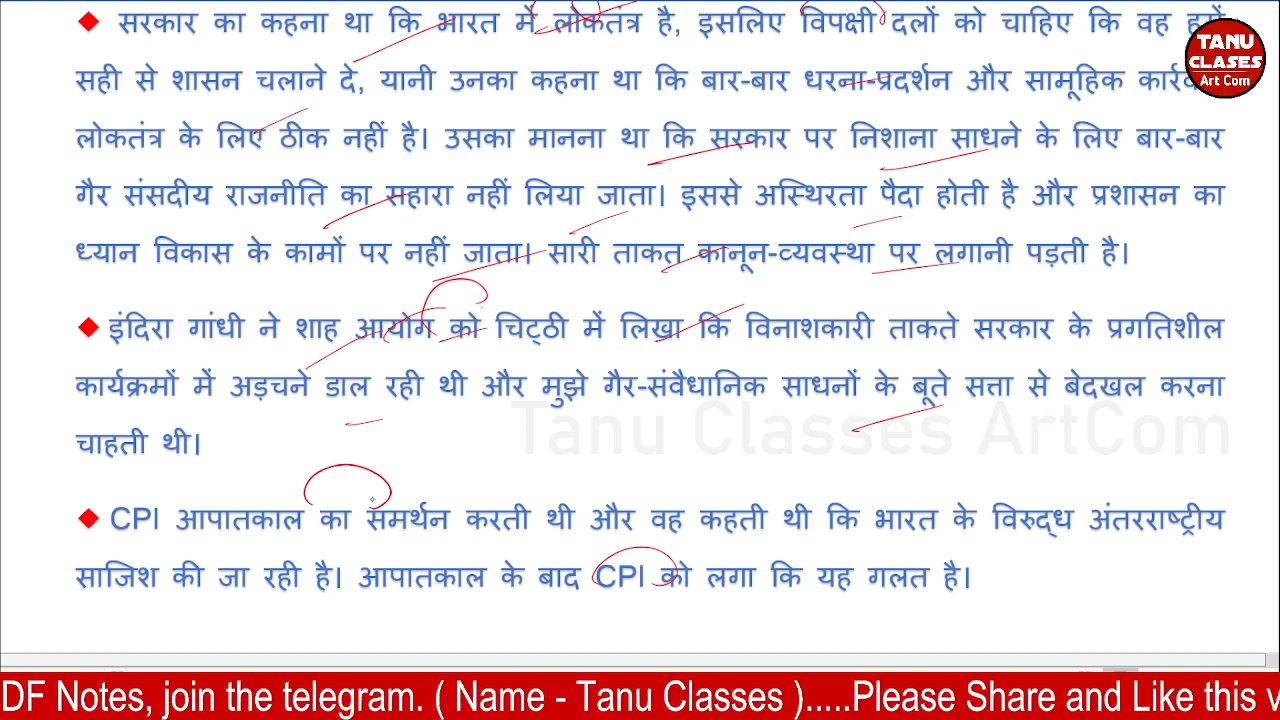 सरकार का कहना था कि भारत में लोकतंत्र है, इसलिए विपक्षी दलों को चाहिए कि वह हमें
सही से शासन चलाने दे, यानी उनका कहना था कि बार-बार धरना-प्रदर्शन और सामूहिक
लोकतंत्र के लिए ठीक नहीं है। उसका मानना था कि सरकार पर निशाना साधने के लिए बार-बार
गैर संसदीय राजनीति का सहारा नहीं लिया जाता। इससे अस्थिरता पैदा होती है और प्रशासन का
ध्यान विकास के कामों पर नहीं जाता। सारी ताकत कानून-व्यवस्था पर लगानी पड़ती है।
इंदिरा गांधी ने शाह आयोग को चिट्ठी में लिखा कि विनाशकारी ताकते सरकार के प्रगतिशील
कार्यक्रमों में अड़चने डाल रही थी और मुझे गैर-संवैधानिक साधनों के बूते सत्ता से बेदखल करना
चाहती थी।
CPI आपातकाल का समर्थन करती थी और वह कहती थी कि भारत के विरुद्ध अंतरराष्ट्रीय
साजिश की जा रही है। आपातकाल के बाद CPI को लगा कि यह गलत है।
TANU
CLASES
Art Com
Tanu Classes ArtCom
DF Notes, join the telegram. ( Name - Tanu Classes ).....Please Share and Like this v